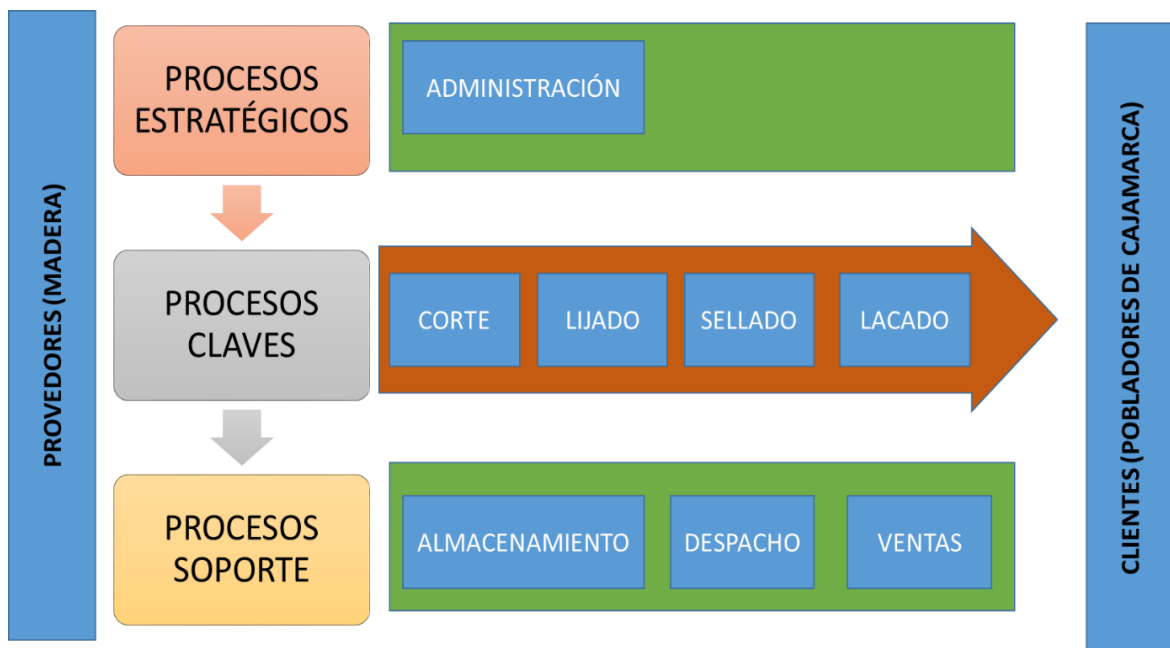 PROVEDORES (MADERA)
PROCESOS
ESTRATÉGICOS
ADMINISTRACIÓN
PROCESOS
CLAVES
CORTE
LIJADO
SELLADO
LACADO
PROCESOS
SOPORTE
ALMACENAMIENTO
DESPACHO
VENTAS
CLIENTES (POBLADORES DE CAJAMARCA)